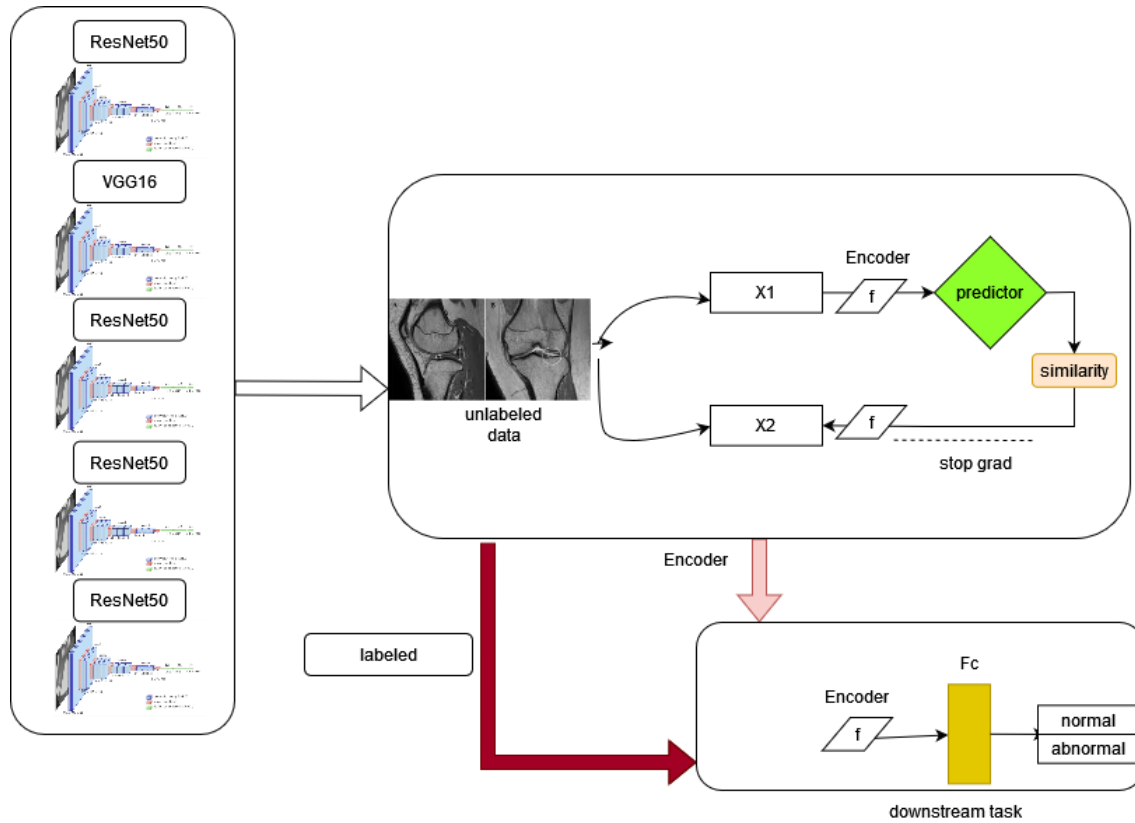 ResNet50
VGG16
ResNet50
ResNet50
ResNet50
unlabeled
data
X1
Encoder
f
predictor
similarity
X2
f
stop grad
Encoder
labeled
Encoder
f
Fc
normal
abnormal
downstream task